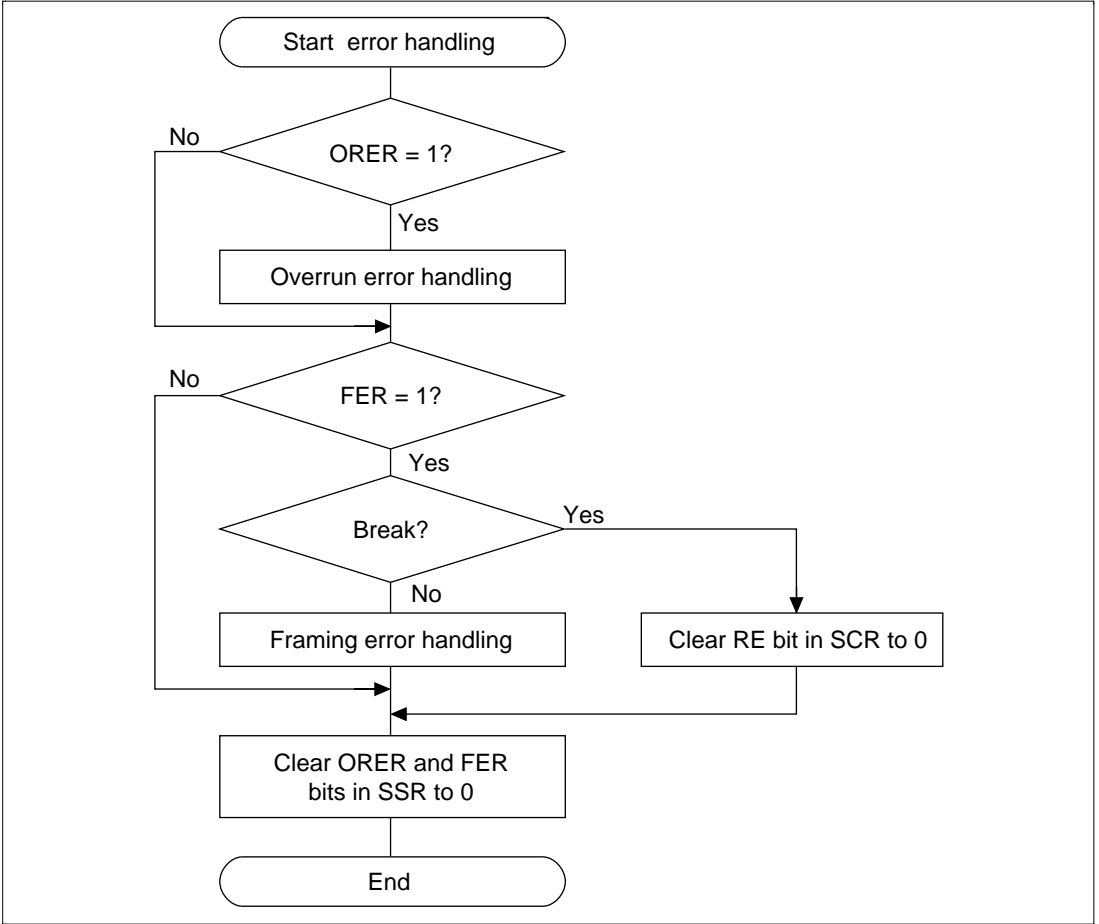 Start error handling
No
ORER = 1?
Yes
Overrun error handling
No
FER = 1?
Yes
Break?
Yes
No
Framing error handling
Clear RE bit in SCR to 0
Clear ORER and FER
bits in SSR to 0
End